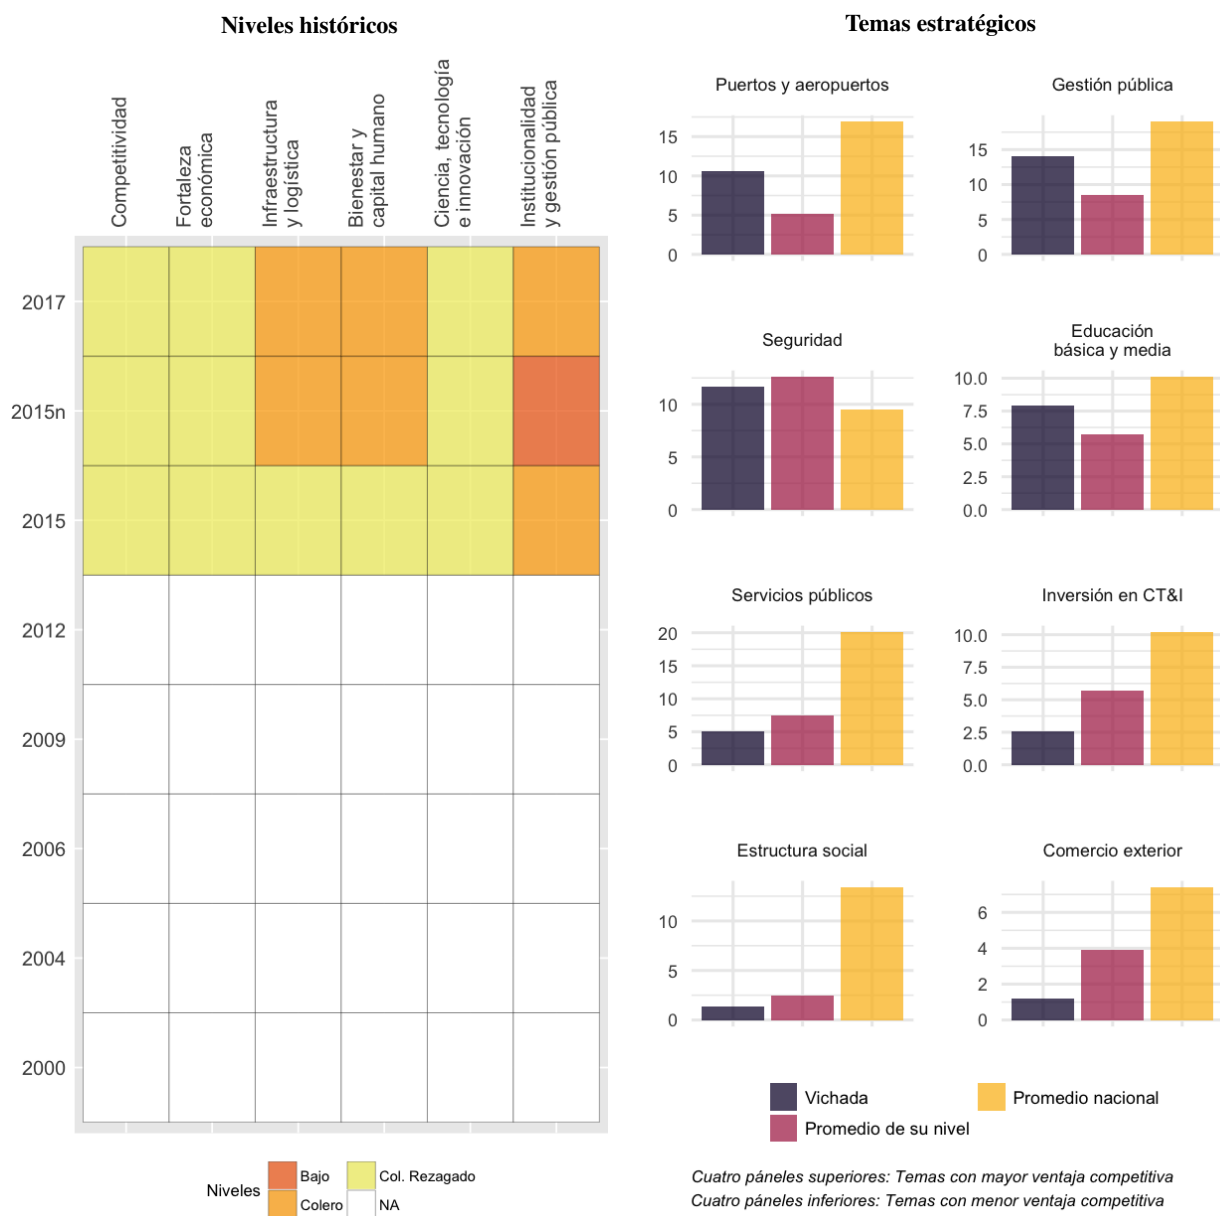 Niveles históricos
Competitividad
Fortaleza
económica
Infraestructura
y logística
Bienestar y
capital humano
Ciencia, tecnología
e innovación
Institucionalidad
y gestión pública
2017
2015n
2015
2012
2009
2006
2004
2000
Niveles
Bajo
Colero
Col. Rezagado
NA
Temas estratégicos
Puertos y aeropuertos
15
10
5
0
Gestión pública
15
10
5
0
Seguridad
10
5
0
Educación
básica y media
10.0
7.5
5.0
2.5
0.0
Servicios públicos
20
15
10
5
0
Inversión en CT&I
10.0
7.5
5.0
2.5
0.0
Estructura social
10
5
0
Comercio exterior
6
4
2
0
Vichada
Promedio de su nivel
Promedio nacional
Cuatro páneles superiores: Temas con mayor ventaja competitiva
Cuatro páneles inferiores: Temas con menor ventaja competitiva